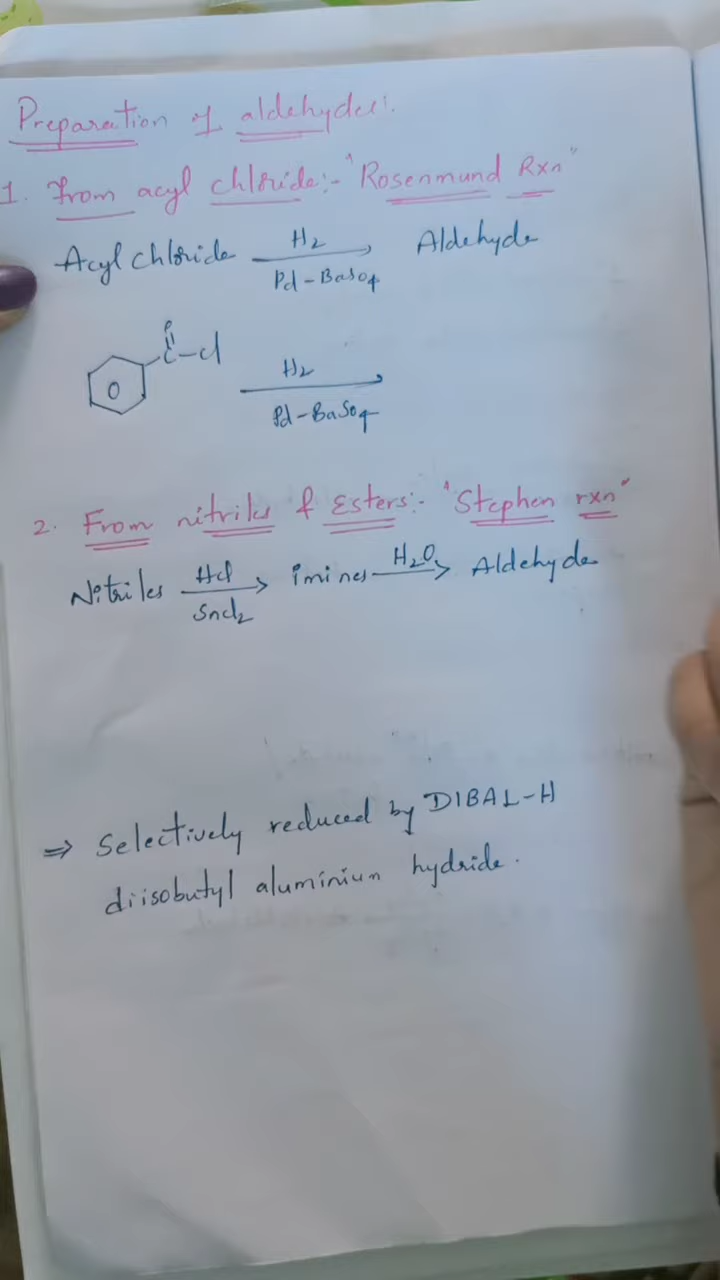 Preparation of aldehydes:.
1. From acyl chloride:- "Rosenmund Rxn"
Acyl chloride H2 Aldehyde
Pd-BaSO4
O
C-Cl
H2
Pd-BaSO4
2. From nitriles & Esters:- "Stephen rxn"
Nitriles HCl imines H2O Aldehyde
SnCl2
⇒ Selectively reduced by DIBAL-H
diisobutyl aluminium hydride.